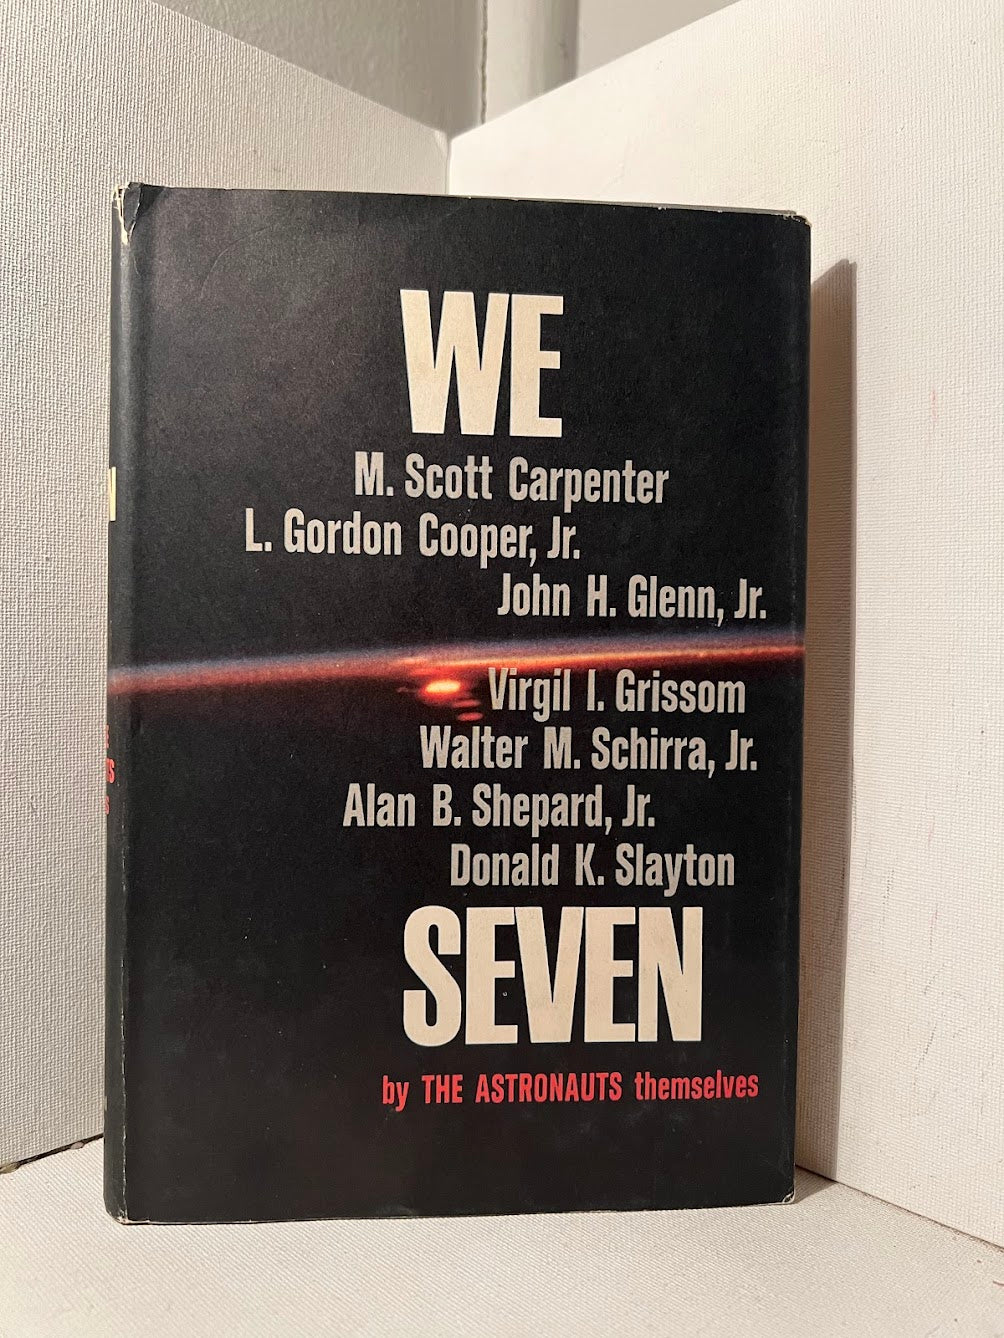 WE
M. Scott Carpenter
L. Gordon Cooper, Jr.
John H. Glenn, Jr.
Virgil I. Grissom
Walter M. Schirra, Jr.
Alan B. Shepard, Jr.
Donald K. Slayton
SEVEN
by THE ASTRONAUTS themselves